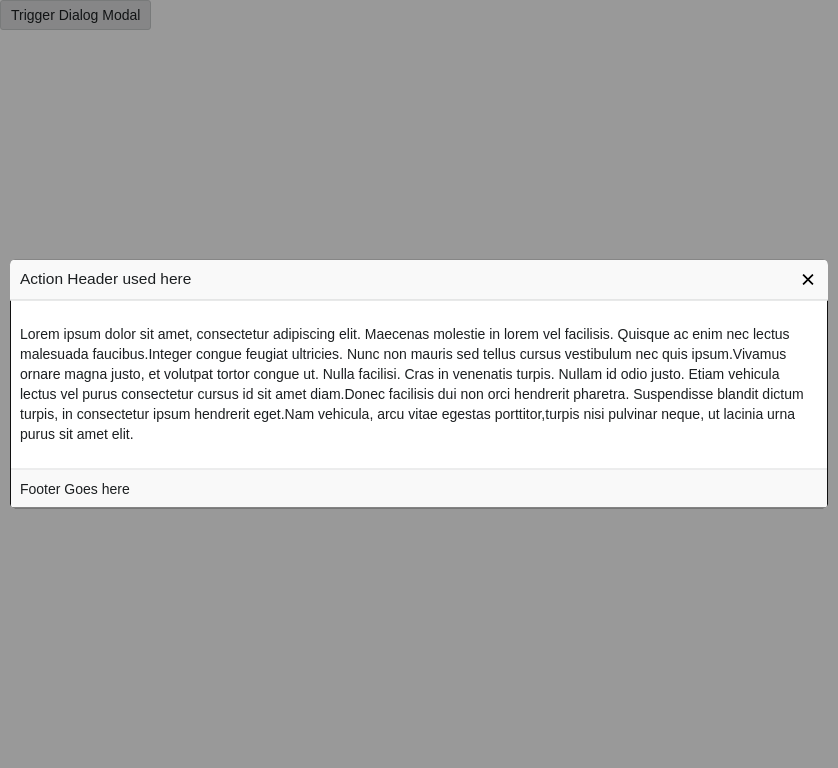 Trigger Dialog Modal
Action Header used here
Lorem ipsum dolor sit amet, consectetur adipiscing elit. Maecenas molestie in lorem vel facilisis. Quisque ac enim nec lectus
malesuada faucibus.Integer congue feugiat ultricies. Nunc non mauris sed tellus cursus vestibulum nec quis ipsum.Vivamus
ornare magna justo, et volutpat tortor congue ut. Nulla facilisi. Cras in venenatis turpis. Nullam id odio justo. Etiam vehicula
lectus vel purus consectetur cursus id sit amet diam.Donec facilisis dui non orci hendrerit pharetra. Suspendisse blandit dictum
turpis, in consectetur ipsum hendrerit eget.Nam vehicula, arcu vitae egestas porttitor,turpis nisi pulvinar neque, ut lacinia urna
purus sit amet elit.
Footer Goes here